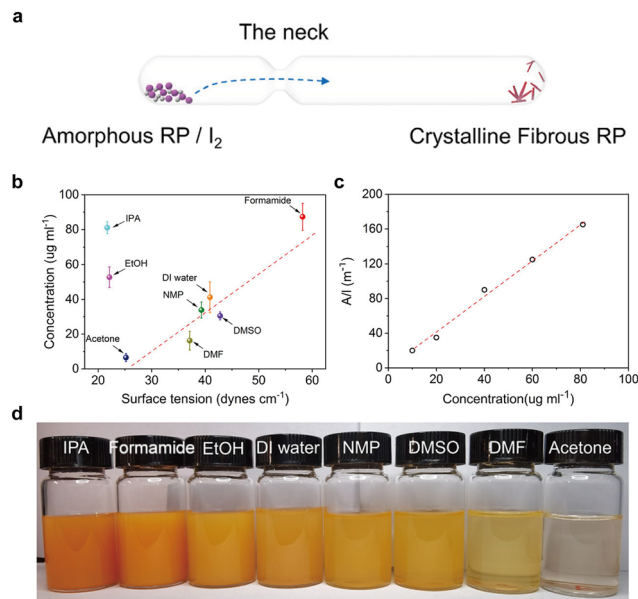 a
The neck
Amorphous RP / I2
Crystalline Fibrous RP
b
Concentration (ug ml-1)
100
80
60
40
20
0
20
30
40
50
60
Surface tension (dynes cm-1)
IPA
EtOH
Acetone
NMP
DI water
DMF
DMSO
Formamide
c
A/l (m-1)
200
160
120
80
40
0
0
20
40
60
80
100
Concentration(ug ml-1)
d
IPA
Formamide
EtOH
DI water
NMP
DMSO
DMF
Acetone